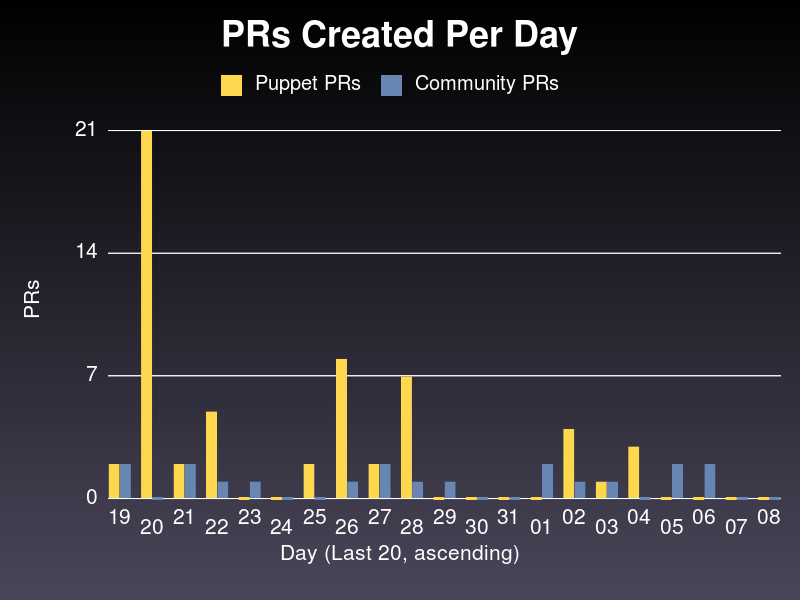 PRs Created Per Day
Puppet PRs Community PRs
21
14
7
0
PRs
19 20 21 22 23 24 25 26 27 28 29 30 31 01 02 03 04 05 06 07 08
Day (Last 20, ascending)